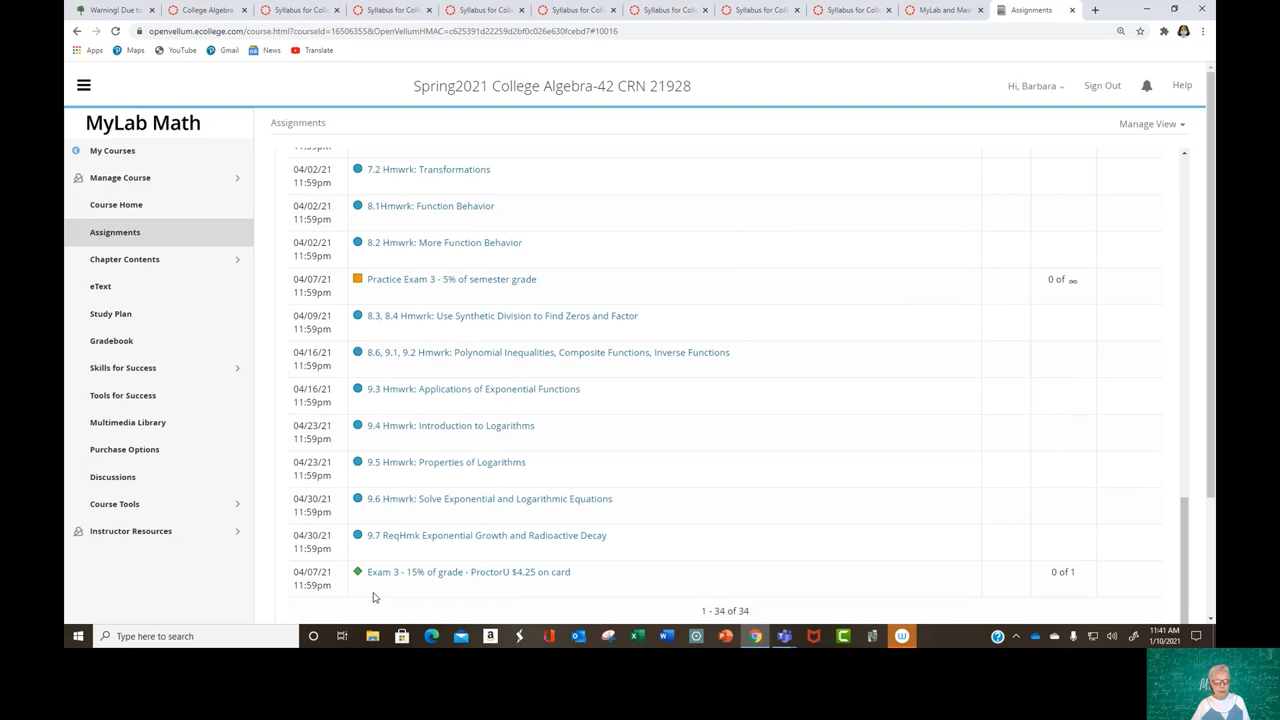 Warning! Due to
College Algebra
Syllabus for Coll
Syllabus for Coll
Syllabus for Coll
Syllabus for Coll
Syllabus for Coll
Syllabus for Coll
Syllabus for Coll
MyLab and Mast
Assignments
openvellum.ecollege.com/course.html?courseId=16506355&OpenVellumHMAC=c625391d22259d2bf0c026e630fcebd7#10016
Apps Maps YouTube Gmail News Translate
Spring2021 College Algebra-42 CRN 21928
Hi, Barbara Sign Out Help
MyLab Math
My Courses
Manage Course
Course Home
Assignments
Chapter Contents
eText
Study Plan
Gradebook
Skills for Success
Tools for Success
Multimedia Library
Purchase Options
Discussions
Course Tools
Instructor Resources
Assignments
Manage View
11:59pm
04/02/21 7.2 Hmwrk: Transformations
11:59pm
04/02/21 8.1Hmwrk: Function Behavior
11:59pm
04/02/21 8.2 Hmwrk: More Function Behavior
11:59pm
04/07/21 Practice Exam 3 - 5% of semester grade 0 of ∞
11:59pm
04/09/21 8.3, 8.4 Hmwrk: Use Synthetic Division to Find Zeros and Factor
11:59pm
04/16/21 8.6, 9.1, 9.2 Hmwrk: Polynomial Inequalities, Composite Functions, Inverse Functions
11:59pm
04/16/21 9.3 Hmwrk: Applications of Exponential Functions
11:59pm
04/23/21 9.4 Hmwrk: Introduction to Logarithms
11:59pm
04/23/21 9.5 Hmwrk: Properties of Logarithms
11:59pm
04/30/21 9.6 Hmwrk: Solve Exponential and Logarithmic Equations
11:59pm
04/30/21 9.7 ReqHmk Exponential Growth and Radioactive Decay
11:59pm
04/07/21 Exam 3 - 15% of grade - ProctorU $4.25 on card 0 of 1
11:59pm
1 - 34 of 34
Type here to search
11:41 AM
1/10/2021